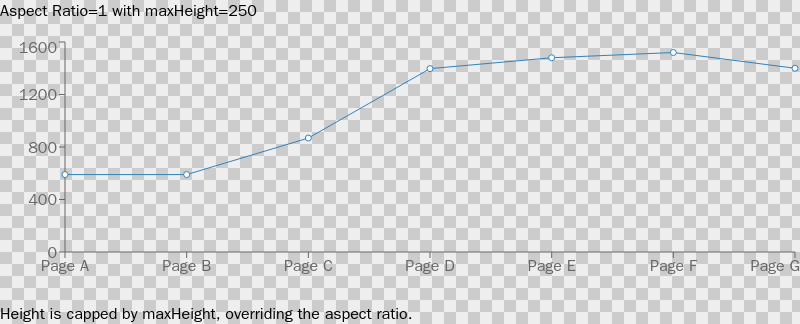 Aspect Ratio=1 with maxHeight=250
1600
1200
800
400
0
Page A Page B Page C Page D Page E Page F Page G
Height is capped by maxHeight, overriding the aspect ratio.